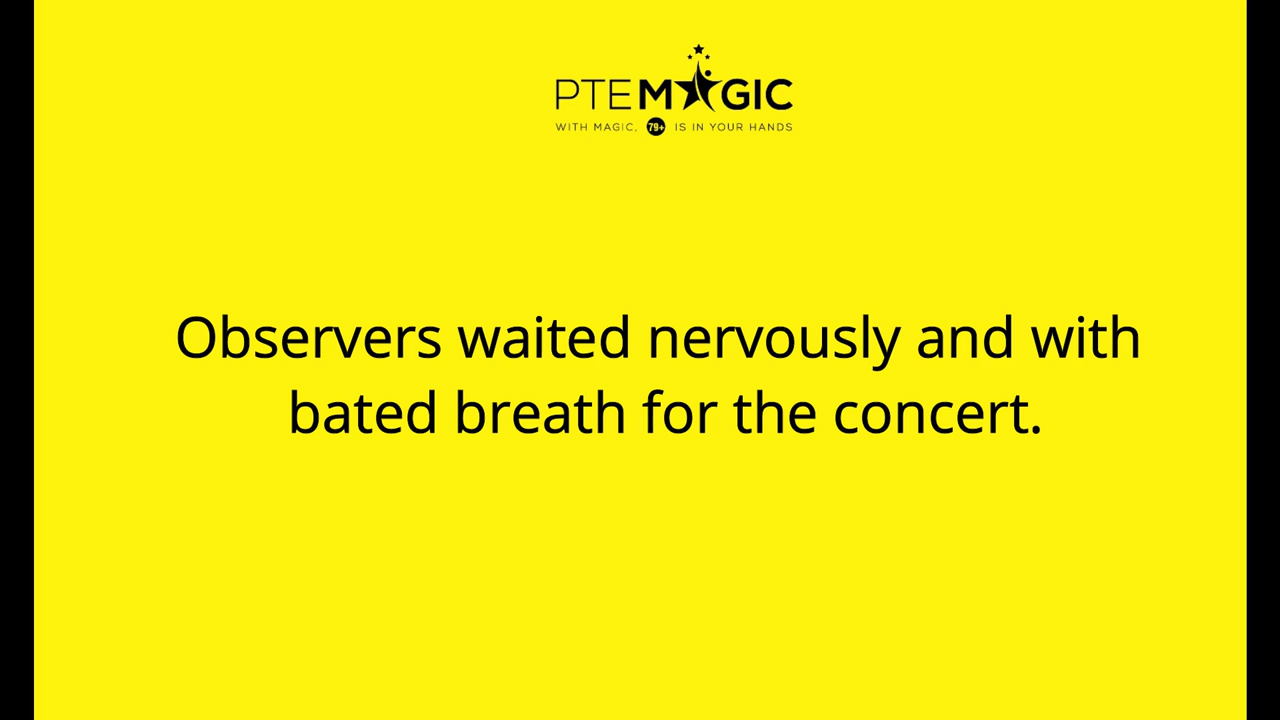 PTEMAGIC
WITH MAGIC, 79+ IS IN YOUR HANDS
Observers waited nervously and with
bated breath for the concert.